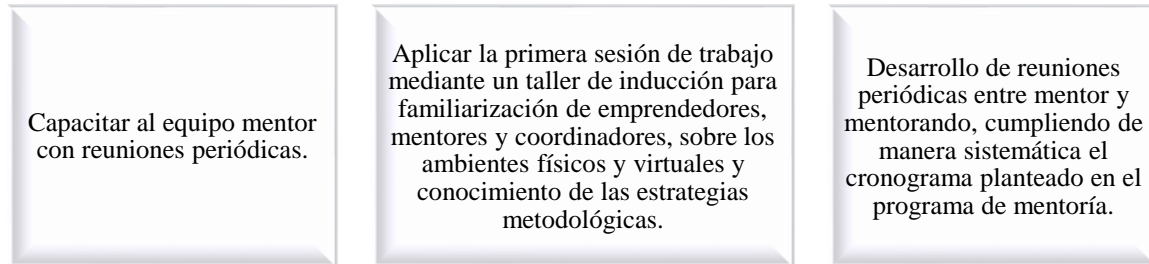 Capacitar al equipo mentor
con reuniones periódicas.
Aplicar la primera sesión de trabajo
mediante un taller de inducción para
familiarización de emprendedores,
mentores y coordinadores, sobre los
ambientes físicos y virtuales y
conocimiento de las estrategias
metodológicas.
Desarrollo de reuniones
periódicas entre mentor y
mentorando, cumpliendo de
manera sistemática el
cronograma planteado en el
programa de mentoría.